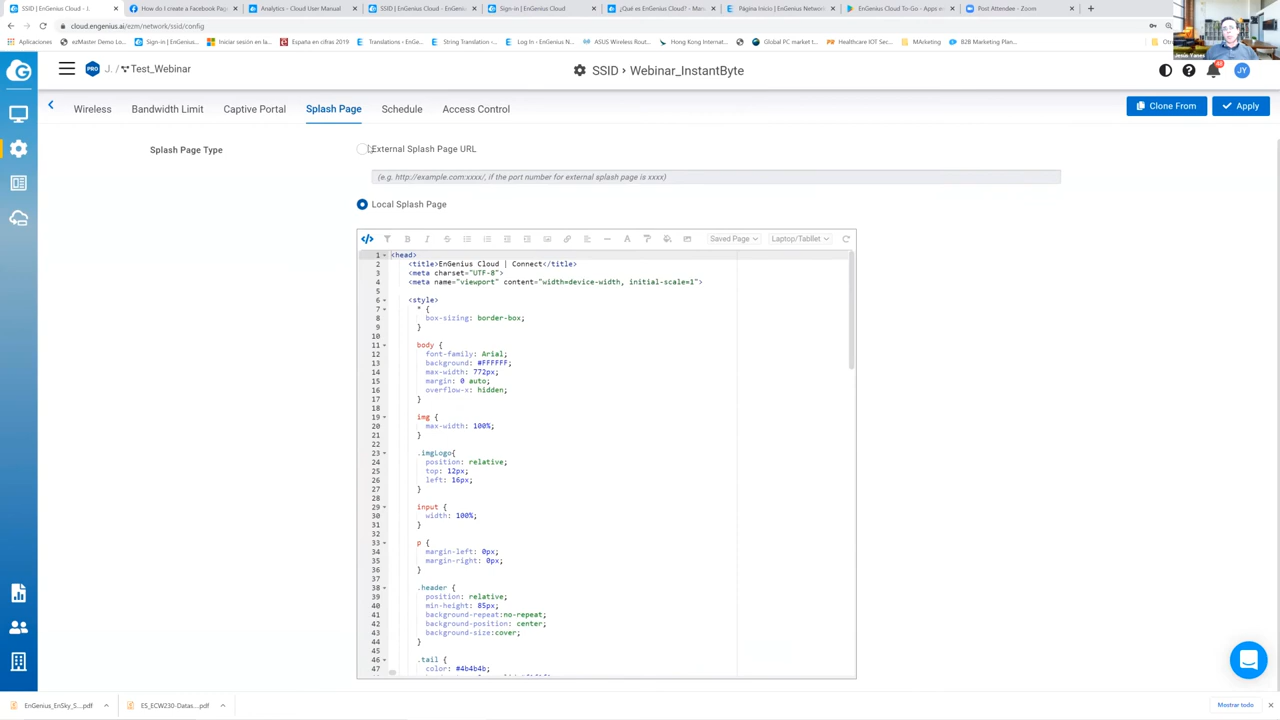 SSID | EnGenius Cloud - J.
How do I create a Facebook Pag
Analytics - Cloud User Manual
SSID | EnGenius Cloud - EnGenius
Sign-in | EnGenius Cloud
¿Qué es EnGenius Cloud? - Man
Página Inicio | EnGenius Network
EnGenius Cloud To-Go - Apps en
Post Attendee - Zoom
cloud.engenius.ai/ezm/network/ssid/config
Aplicaciones
ezMaster Demo Lo...
Sign-in | EnGenius...
Iniciar sesión en la...
España en cifras 2019
Translations ‹ EnGe...
String Translation ‹...
Log In ‹ EnGenius N...
ASUS Wireless Rout...
Hong Kong Internat...
Global PC market t...
Healthcare IOT Sec...
MArketing
B2B Marketing Plan...
Otro
Jesús Yanes
PRO J. / Test_Webinar
SSID › Webinar_InstantByte
JY
Wireless
Bandwidth Limit
Captive Portal
Splash Page
Schedule
Access Control
Clone From
Apply
Splash Page Type
External Splash Page URL
(e.g. http://example.com:xxxx/, if the port number for external splash page is xxxx)
Local Splash Page
Saved Page
Laptop/Tabllet
1 <head>
2 <title>EnGenius Cloud | Connect</title>
3 <meta charset="UTF-8">
4 <meta name="viewport" content="width=device-width, initial-scale=1">
5
6 <style>
7 * {
8 box-sizing: border-box;
9 }
10
11 body {
12 font-family: Arial;
13 background: #FFFFFF;
14 max-width: 772px;
15 margin: 0 auto;
16 overflow-x: hidden;
17 }
18
19 img {
20 max-width: 100%;
21 }
22
23 .imgLogo{
24 position: relative;
25 top: 12px;
26 left: 16px;
27 }
28
29 input {
30 width: 100%;
31 }
32
33 p {
34 margin-left: 0px;
35 margin-right: 0px;
36 }
37
38 .header {
39 position: relative;
40 min-height: 85px;
41 background-repeat:no-repeat;
42 background-position: center;
43 background-size:cover;
44 }
45
46 .tail {
47 color: #4b4b4b;
EnGenius_EnSky_S....pdf
ES_ECW230-Datas....pdf
Mostrar todo